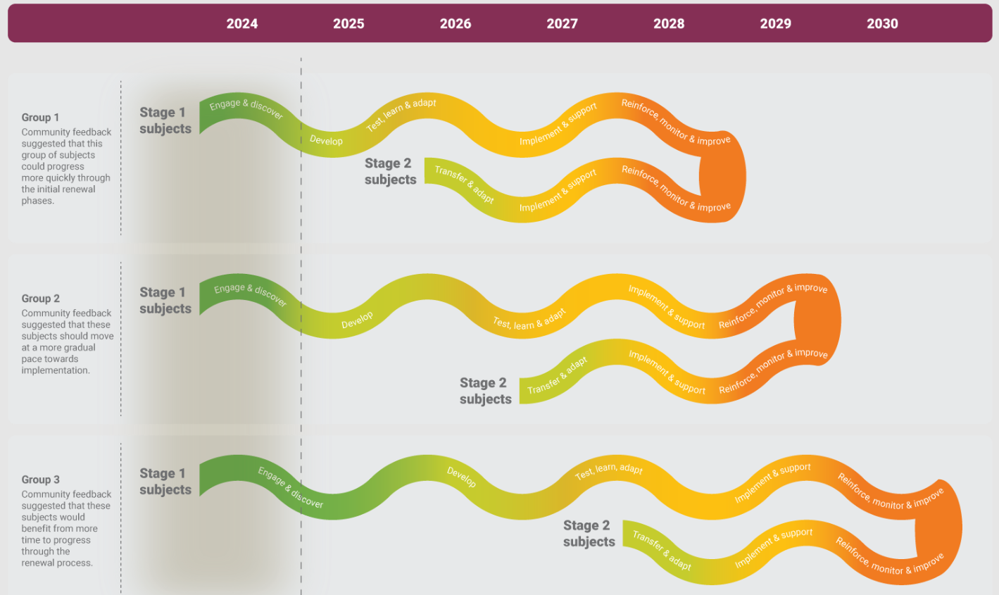 2024 2025 2026 2027 2028 2029 2030
Group 1
Community feedback
suggested that this
group of subjects
could progress
more quickly through
the initial renewal
phases.
Stage 1
subjects
Engage & discover
Develop
Test, learn & adapt
Implement & support
Reinforce, monitor & improve
Stage 2
subjects
Transfer & adapt
Implement & support
Reinforce, monitor & improve
Group 2
Community feedback
suggested that these
subjects should move
at a more gradual
pace towards
implementation.
Stage 1
subjects
Engage & discover
Develop
Test, learn & adapt
Implement & support
Reinforce, monitor & improve
Stage 2
subjects
Transfer & adapt
Implement & support
Reinforce, monitor & improve
Group 3
Community feedback
suggested that these
subjects would
benefit from more
time to progress
through the
renewal process.
Stage 1
subjects
Engage & discover
Develop
Test, learn, adapt
Implement & support
Reinforce, monitor & improve
Stage 2
subjects
Transfer & adapt
Implement & support
Reinforce, monitor & improve